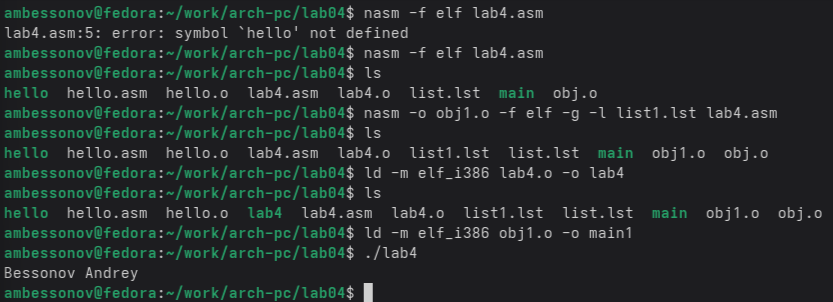 ambessonov@fedora:~/work/arch-pc/lab04$ nasm -f elf lab4.asm
lab4.asm:5: error: symbol `hello' not defined
ambessonov@fedora:~/work/arch-pc/lab04$ nasm -f elf lab4.asm
ambessonov@fedora:~/work/arch-pc/lab04$ ls
hello  hello.asm  hello.o  lab4.asm  lab4.o  list.lst  main  obj.o
ambessonov@fedora:~/work/arch-pc/lab04$ nasm -o obj1.o -f elf -g -l list1.lst lab4.asm
ambessonov@fedora:~/work/arch-pc/lab04$ ls
hello  hello.asm  hello.o  lab4.asm  lab4.o  list1.lst  list.lst  main  obj1.o  obj.o
ambessonov@fedora:~/work/arch-pc/lab04$ ld -m elf_i386 lab4.o -o lab4
ambessonov@fedora:~/work/arch-pc/lab04$ ls
hello  hello.asm  hello.o  lab4  lab4.asm  lab4.o  list1.lst  list.lst  main  obj1.o  obj.o
ambessonov@fedora:~/work/arch-pc/lab04$ ld -m elf_i386 obj1.o -o main1
ambessonov@fedora:~/work/arch-pc/lab04$ ./lab4
Bessonov Andrey
ambessonov@fedora:~/work/arch-pc/lab04$